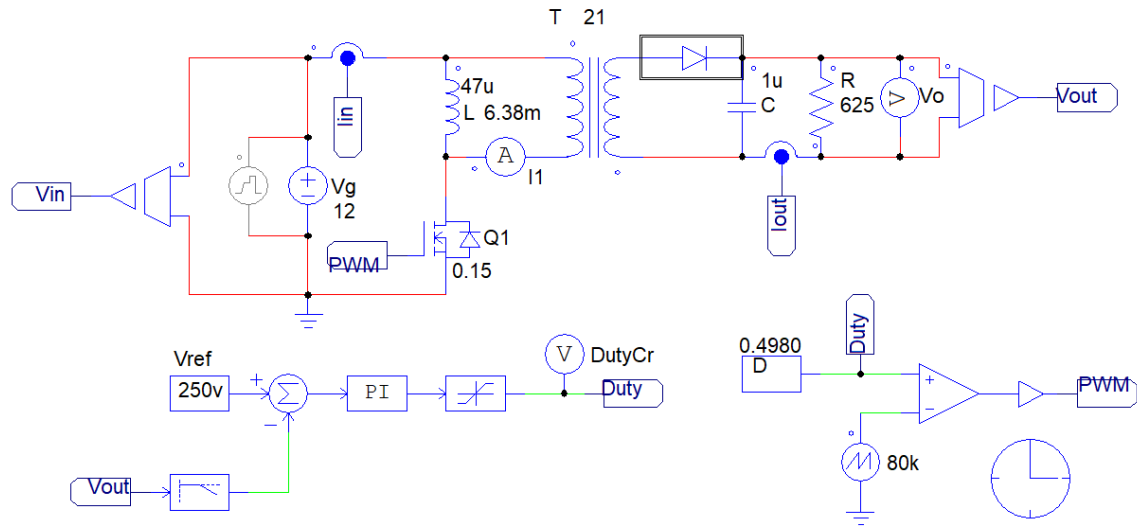 T 21
Iin
47u
L 6.38m
A
I1
1u
C
R
625
V
Vo
Vout
Vin
Vg
12
PWM
Q1
0.15
Iout
Vref
250v
+
Σ
−
PI
V
DutyCr
Duty
Vout
0.4980
D
Duty
+
−
PWM
80k